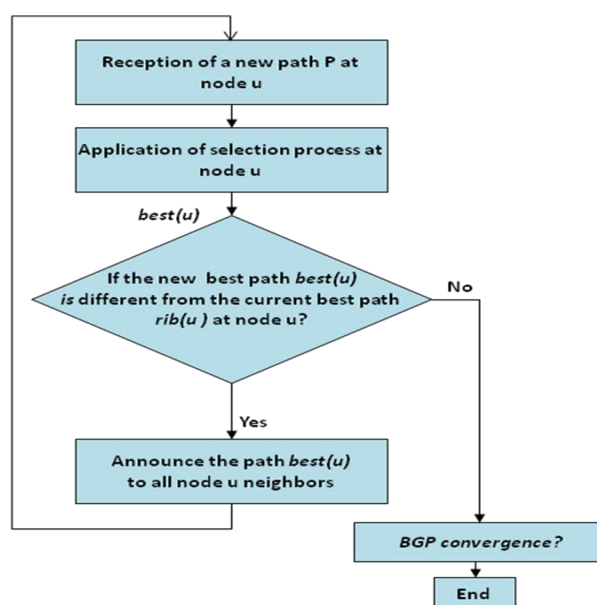 Reception of a new path P at
node u
Application of selection process at
node u
best(u)
If the new best path best(u)
is different from the current best path
rib(u ) at node u?
No
Yes
Announce the path best(u)
to all node u neighbors
BGP convergence?
End